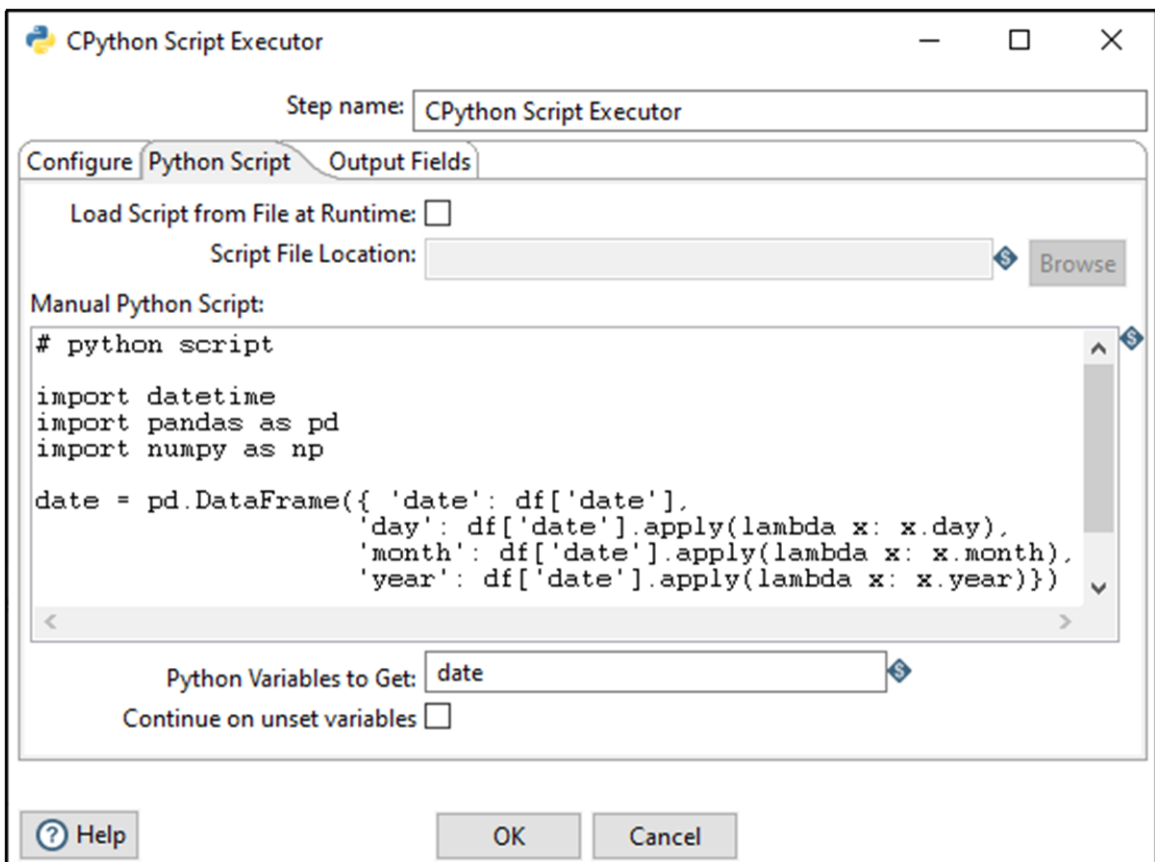 CPython Script Executor
Step name: CPython Script Executor
Configure Python Script Output Fields
Load Script from File at Runtime:
Script File Location: Browse
Manual Python Script:
# python script
import datetime
import pandas as pd
import numpy as np
date = pd.DataFrame({ 'date': df['date'],
'day': df['date'].apply(lambda x: x.day),
'month': df['date'].apply(lambda x: x.month),
'year': df['date'].apply(lambda x: x.year)})
Python Variables to Get: date
Continue on unset variables
Help OK Cancel